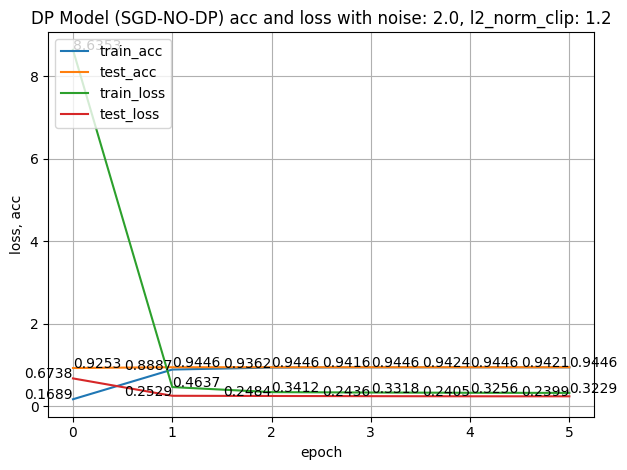 DP Model (SGD-NO-DP) acc and loss with noise: 2.0, l2_norm_clip: 1.2
8.6353
train_acc
test_acc
train_loss
test_loss
loss, acc
8
6
4
2
0
0.9253 0.8887 0.9446 0.9362 0.9446 0.9416 0.9446 0.9424 0.9446 0.9421 0.9446
0.6738
0.4637
0.1689 0.2529 0.2484 0.3412 0.2436 0.3318 0.2405 0.3256 0.2399 0.3229
0 1 2 3 4 5
epoch